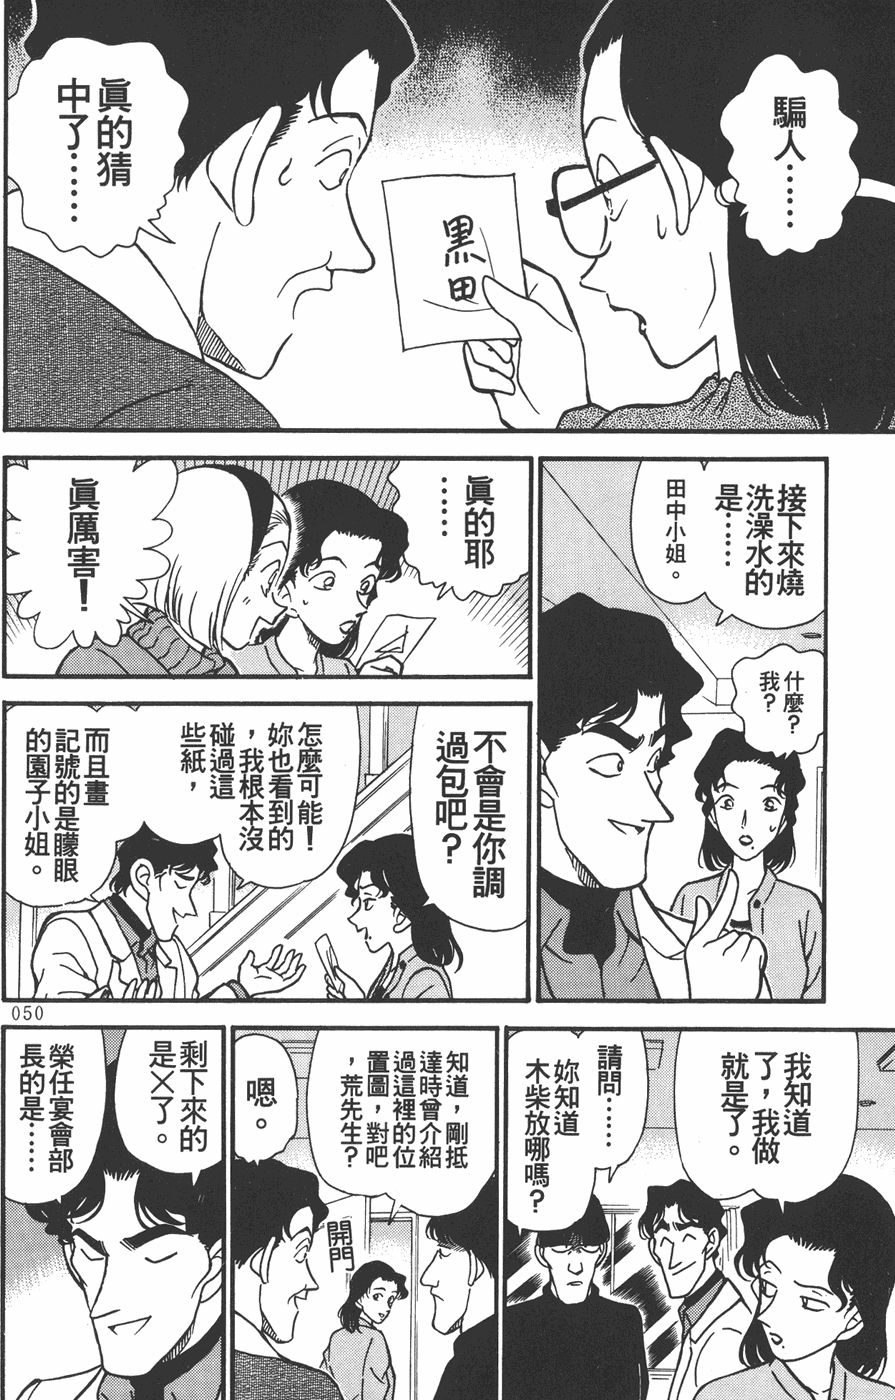 騙人……
黑田
眞的猜
中了……
接下來燒
洗澡水的
是……
田中小姐。
什麼？
我？
眞的耶
……
眞厲害！
不會是你調
過包吧？
怎麼可能！
妳也看到的
，我根本沒
碰過這
些紙，
而且畫
記號的是矇眼
的園子小姐。
050
我知道
了，我做
就是了。
請問……
妳知道
木柴放哪嗎？
知道，剛抵
達時曾介紹
過這裡的位
置圖，對吧
，荒先生？
嗯。
開門
剩下來的
是×了。
榮任宴會部
長的是……